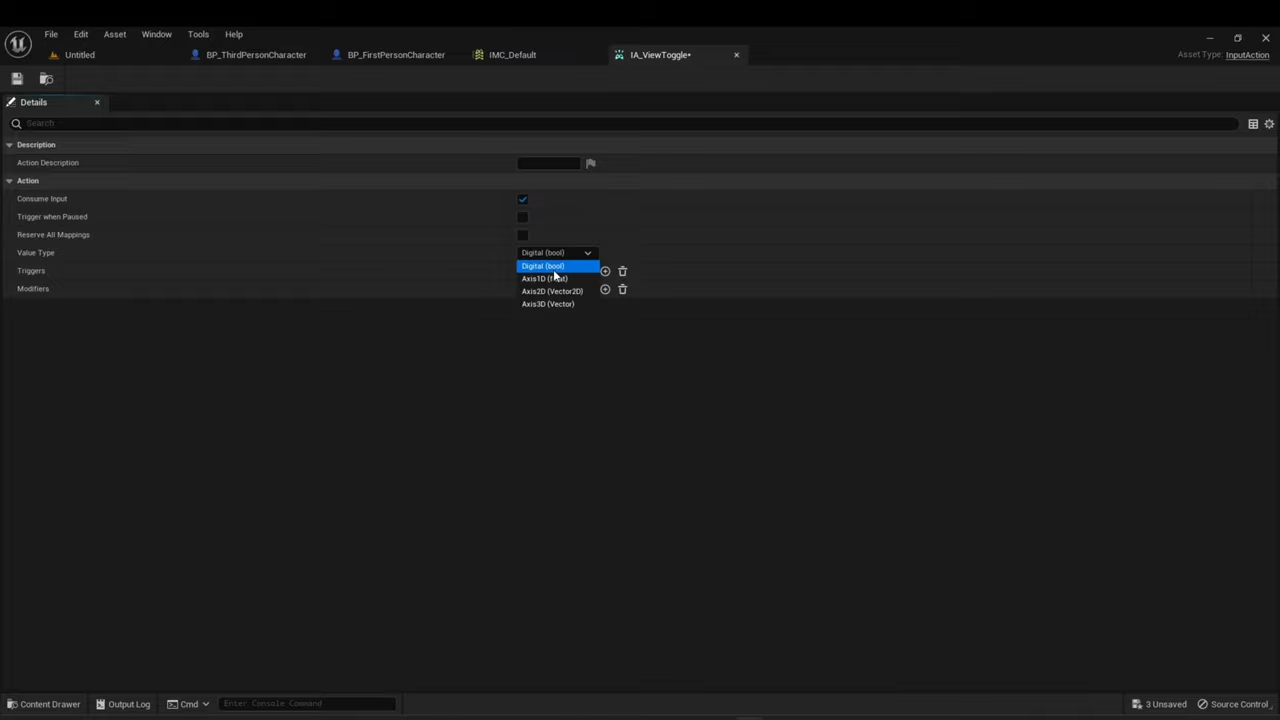 File Edit Asset Window Tools Help
Untitled BP_ThirdPersonCharacter BP_FirstPersonCharacter IMC_Default IA_ViewToggle• Asset Type: InputAction
Details
Search
Description
Action Description
Action
Consume Input
Trigger when Paused
Reserve All Mappings
Value Type Digital (bool)
Digital (bool)
Triggers
Axis1D (float)
Modifiers
Axis2D (Vector2D)
Axis3D (Vector)
Content Drawer Output Log Cmd Enter Console Command 3 Unsaved Source Control